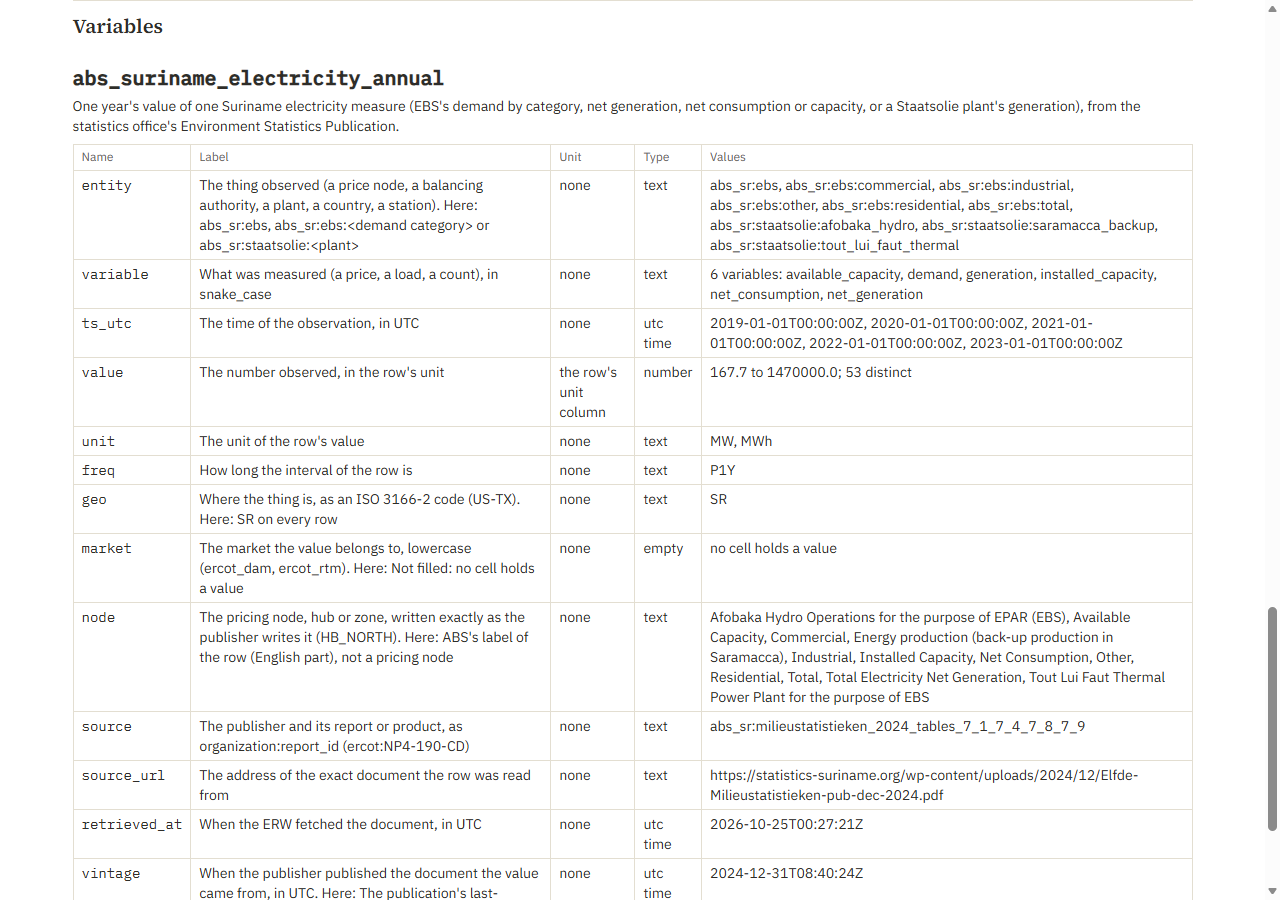 Variables
abs_suriname_electricity_annual
One year's value of one Suriname electricity measure (EBS's demand by category, net generation, net consumption or capacity, or a Staatsolie plant's generation), from the
statistics office's Environment Statistics Publication.
Name Label Unit Type Values
entity The thing observed (a price node, a balancing none text abs_sr:ebs, abs_sr:ebs:commercial, abs_sr:ebs:industrial,
authority, a plant, a country, a station). Here: abs_sr:ebs:other, abs_sr:ebs:residential, abs_sr:ebs:total,
abs_sr:ebs, abs_sr:ebs:<demand category> or abs_sr:staatsolie:afobaka_hydro, abs_sr:staatsolie:saramacca_backup,
abs_sr:staatsolie:<plant> abs_sr:staatsolie:tout_lui_faut_thermal
variable What was measured (a price, a load, a count), in none text 6 variables: available_capacity, demand, generation, installed_capacity,
snake_case net_consumption, net_generation
ts_utc The time of the observation, in UTC none utc 2019-01-01T00:00:00Z, 2020-01-01T00:00:00Z, 2021-01-
time 01T00:00:00Z, 2022-01-01T00:00:00Z, 2023-01-01T00:00:00Z
value The number observed, in the row's unit the row's number 167.7 to 1470000.0; 53 distinct
unit
column
unit The unit of the row's value none text MW, MWh
freq How long the interval of the row is none text P1Y
geo Where the thing is, as an ISO 3166-2 code (US-TX). none text SR
Here: SR on every row
market The market the value belongs to, lowercase none empty no cell holds a value
(ercot_dam, ercot_rtm). Here: Not filled: no cell holds
a value
node The pricing node, hub or zone, written exactly as the none text Afobaka Hydro Operations for the purpose of EPAR (EBS), Available
publisher writes it (HB_NORTH). Here: ABS's label of Capacity, Commercial, Energy production (back-up production in
the row (English part), not a pricing node Saramacca), Industrial, Installed Capacity, Net Consumption, Other,
Residential, Total, Total Electricity Net Generation, Tout Lui Faut Thermal
Power Plant for the purpose of EBS
source The publisher and its report or product, as none text abs_sr:milieustatistieken_2024_tables_7_1_7_4_7_8_7_9
organization:report_id (ercot:NP4-190-CD)
source_url The address of the exact document the row was read none text https://statistics-suriname.org/wp-content/uploads/2024/12/Elfde-
from Milieustatistieken-pub-dec-2024.pdf
retrieved_at When the ERW fetched the document, in UTC none utc 2026-10-25T00:27:21Z
time
vintage When the publisher published the document the value none utc 2024-12-31T08:40:24Z
came from, in UTC. Here: The publication's last- time